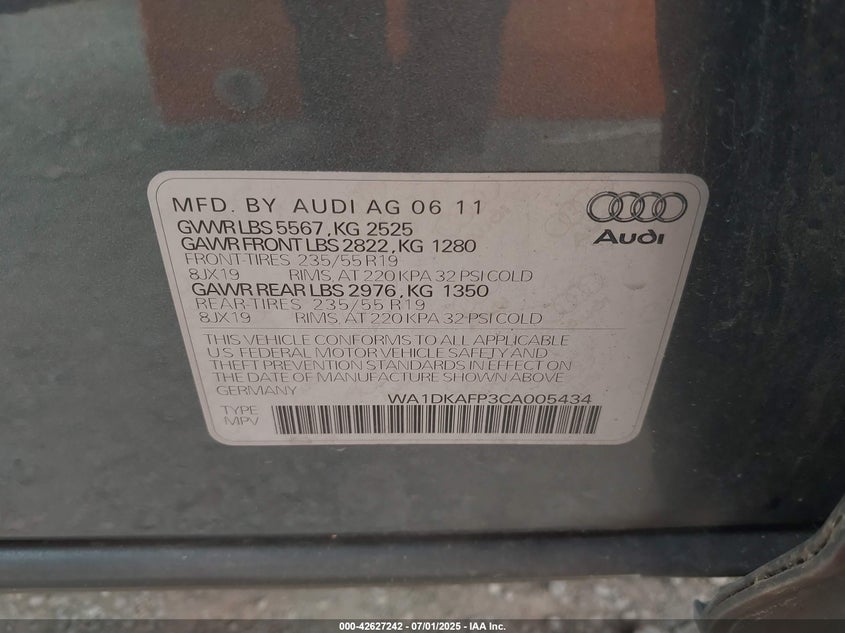 MFD. BY AUDI AG 06 11
GVWR LBS 5567, KG 2525
GAWR FRONT LBS 2822, KG 1280
FRONT-TIRES 235/55 R19
8JX19 RIMS, AT 220 KPA 32 PSI COLD
GAWR REAR LBS 2976, KG 1350
REAR-TIRES 235/55 R19
8JX19 RIMS, AT 220 KPA 32 PSI COLD
Audi
THIS VEHICLE CONFORMS TO ALL APPLICABLE
U.S. FEDERAL MOTOR VEHICLE SAFETY AND
THEFT PREVENTION STANDARDS IN EFFECT ON
THE DATE OF MANUFACTURE SHOWN ABOVE
GERMANY WA1DKAFP3CA005434
TYPE
MPV
000-42627242 - 07/01/2025 - IAA Inc.